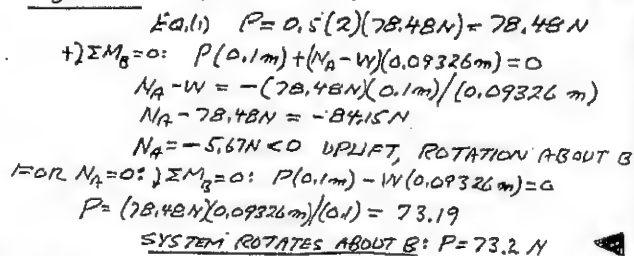 EQ.(1) P = 0.5(2)(78.48N) = 78.48N
+) ΣM_B=0: P(0.1m)+(N_A-W)(0.09326m)=0
N_A-W = -(78.48N)(0.1m)/(0.09326 m)
N_A-78.48N = -84.15N
N_A = -5.67N < 0 UPLIFT, ROTATION ABOUT B
FOR N_A=0: ) ΣM_B=0: P(0.1m) - W(0.09326m)=0
P = (78.48N)(0.09326m)/(0.1) = 73.19
SYSTEM ROTATES ABOUT B: P=73.2 N